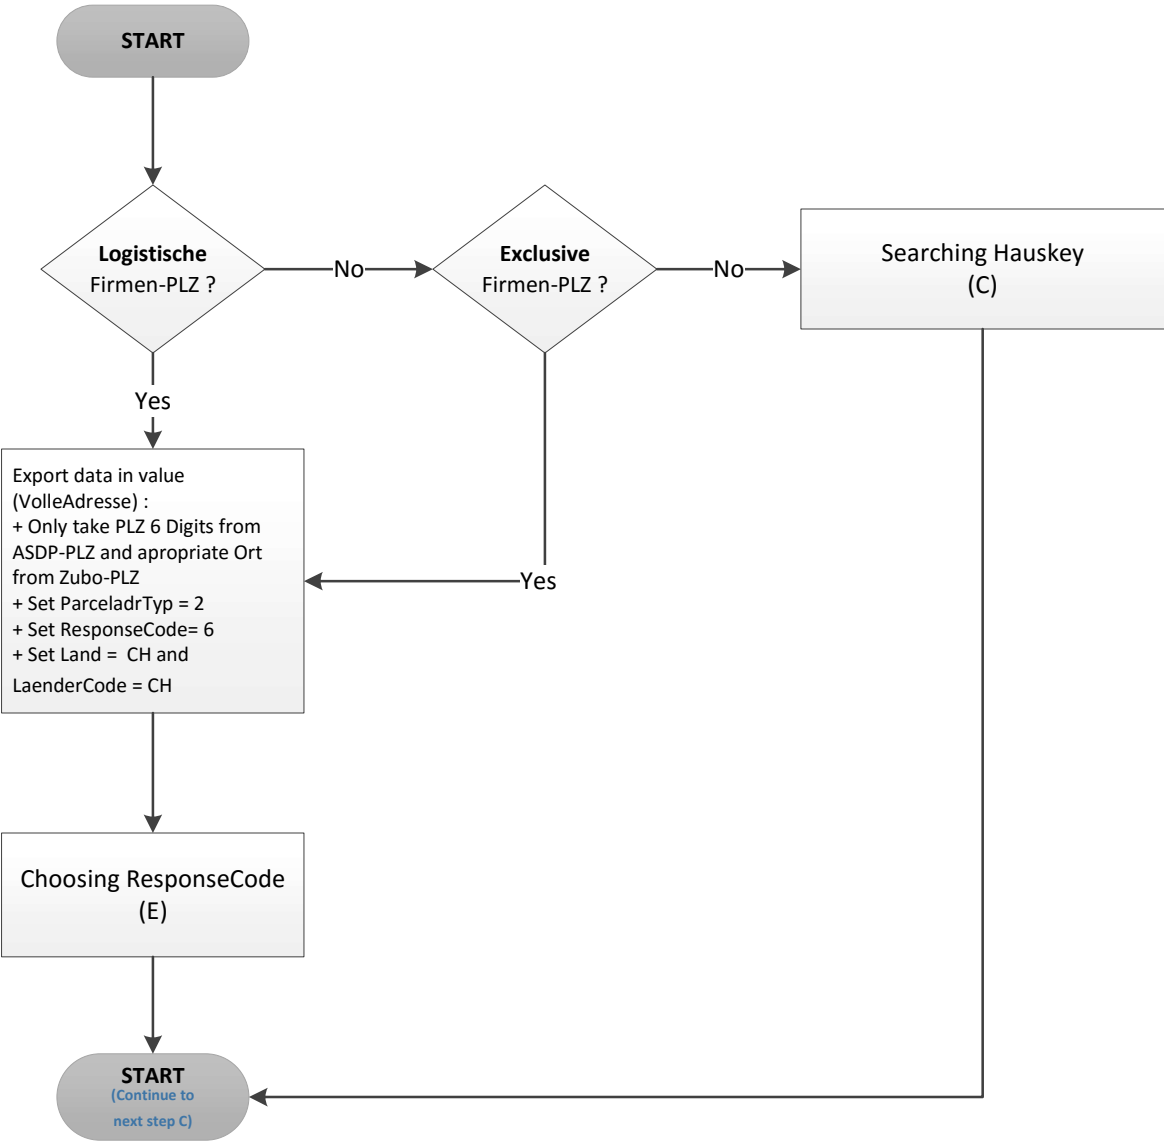 START
Logistische
Firmen-PLZ ?
No
Exclusive
Firmen-PLZ ?
No
Searching Hauskey
(C)
Yes
Export data in value
(VolleAdresse) :
+ Only take PLZ 6 Digits from
ASDP-PLZ and apropriate Ort
from Zubo-PLZ
+ Set ParceladrTyp = 2
+ Set ResponseCode= 6
+ Set Land =  CH and
LaenderCode = CH
Yes
Choosing ResponseCode
(E)
START
(Continue to
next step C)